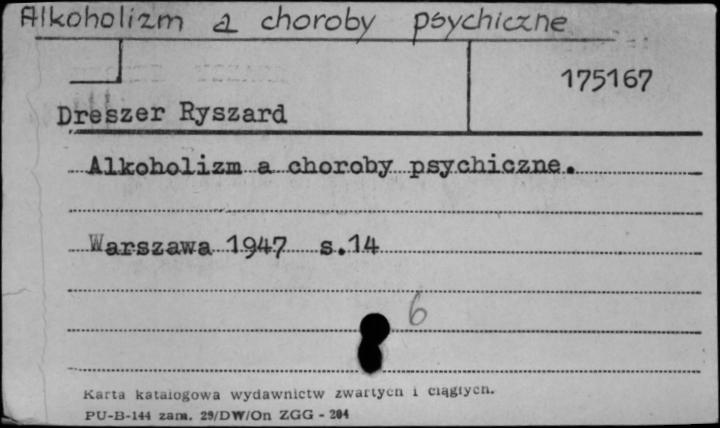 Alkoholizm a choroby psychiczne
175167
Dreszer Ryszard
Alkoholizm a choroby psychiczne.
Warszawa 1947 s.14
6
Karta katalogowa wydawnictw zwartych i ciągłych.
PU-B-144 zam. 29/DW/On ZGG - 204